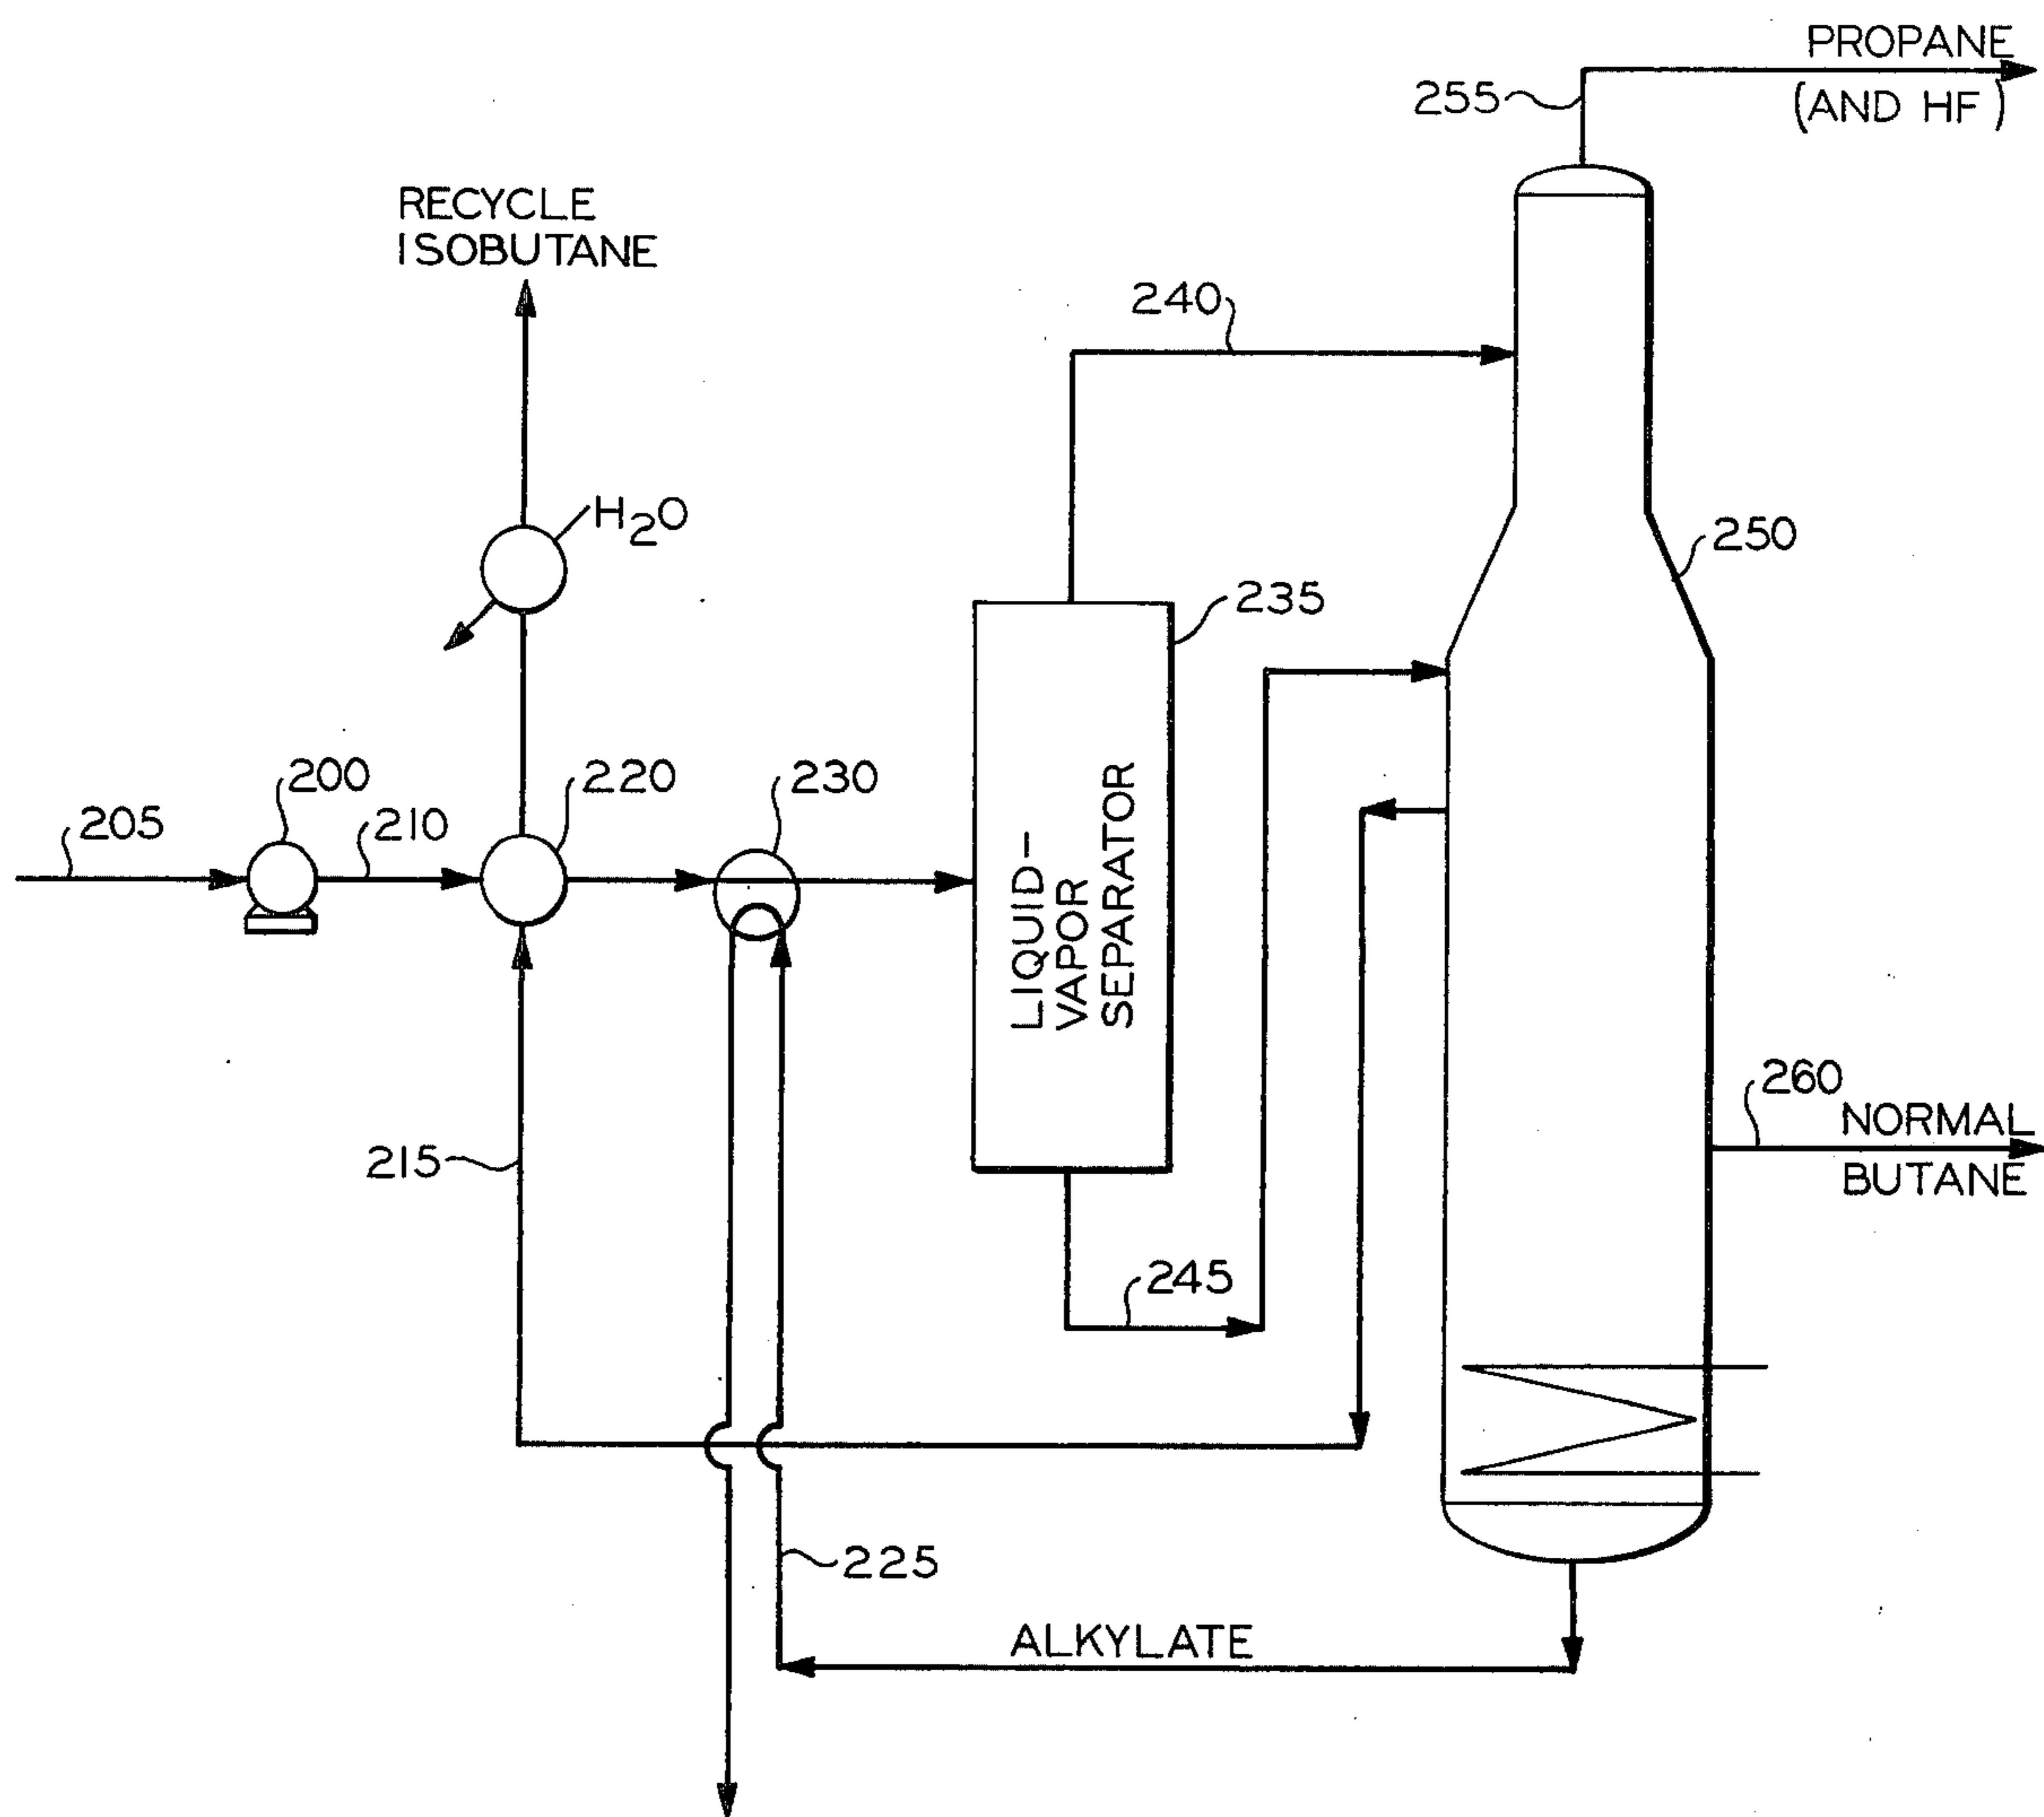 PROPANE
(AND HF)
255
RECYCLE
ISOBUTANE
240
H2O
250
235
200
220
230
205
210
LIQUID-
VAPOR
SEPARATOR
260
NORMAL
BUTANE
215
245
225
ALKYLATE